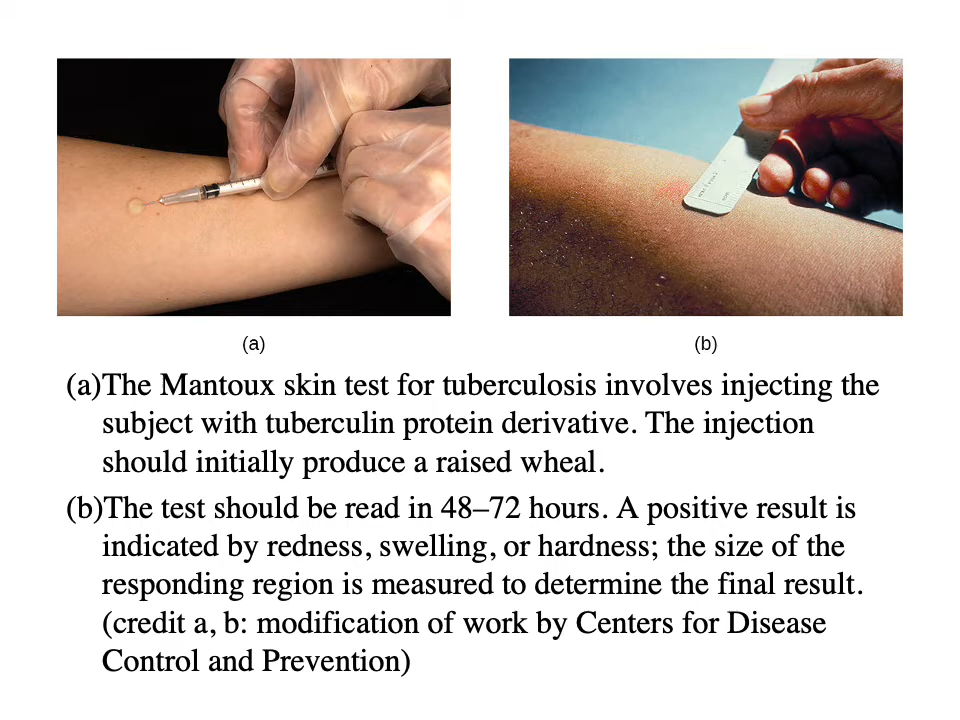 (a)
(b)
(a)The Mantoux skin test for tuberculosis involves injecting the
subject with tuberculin protein derivative. The injection
should initially produce a raised wheal.
(b)The test should be read in 48–72 hours. A positive result is
indicated by redness, swelling, or hardness; the size of the
responding region is measured to determine the final result.
(credit a, b: modification of work by Centers for Disease
Control and Prevention)